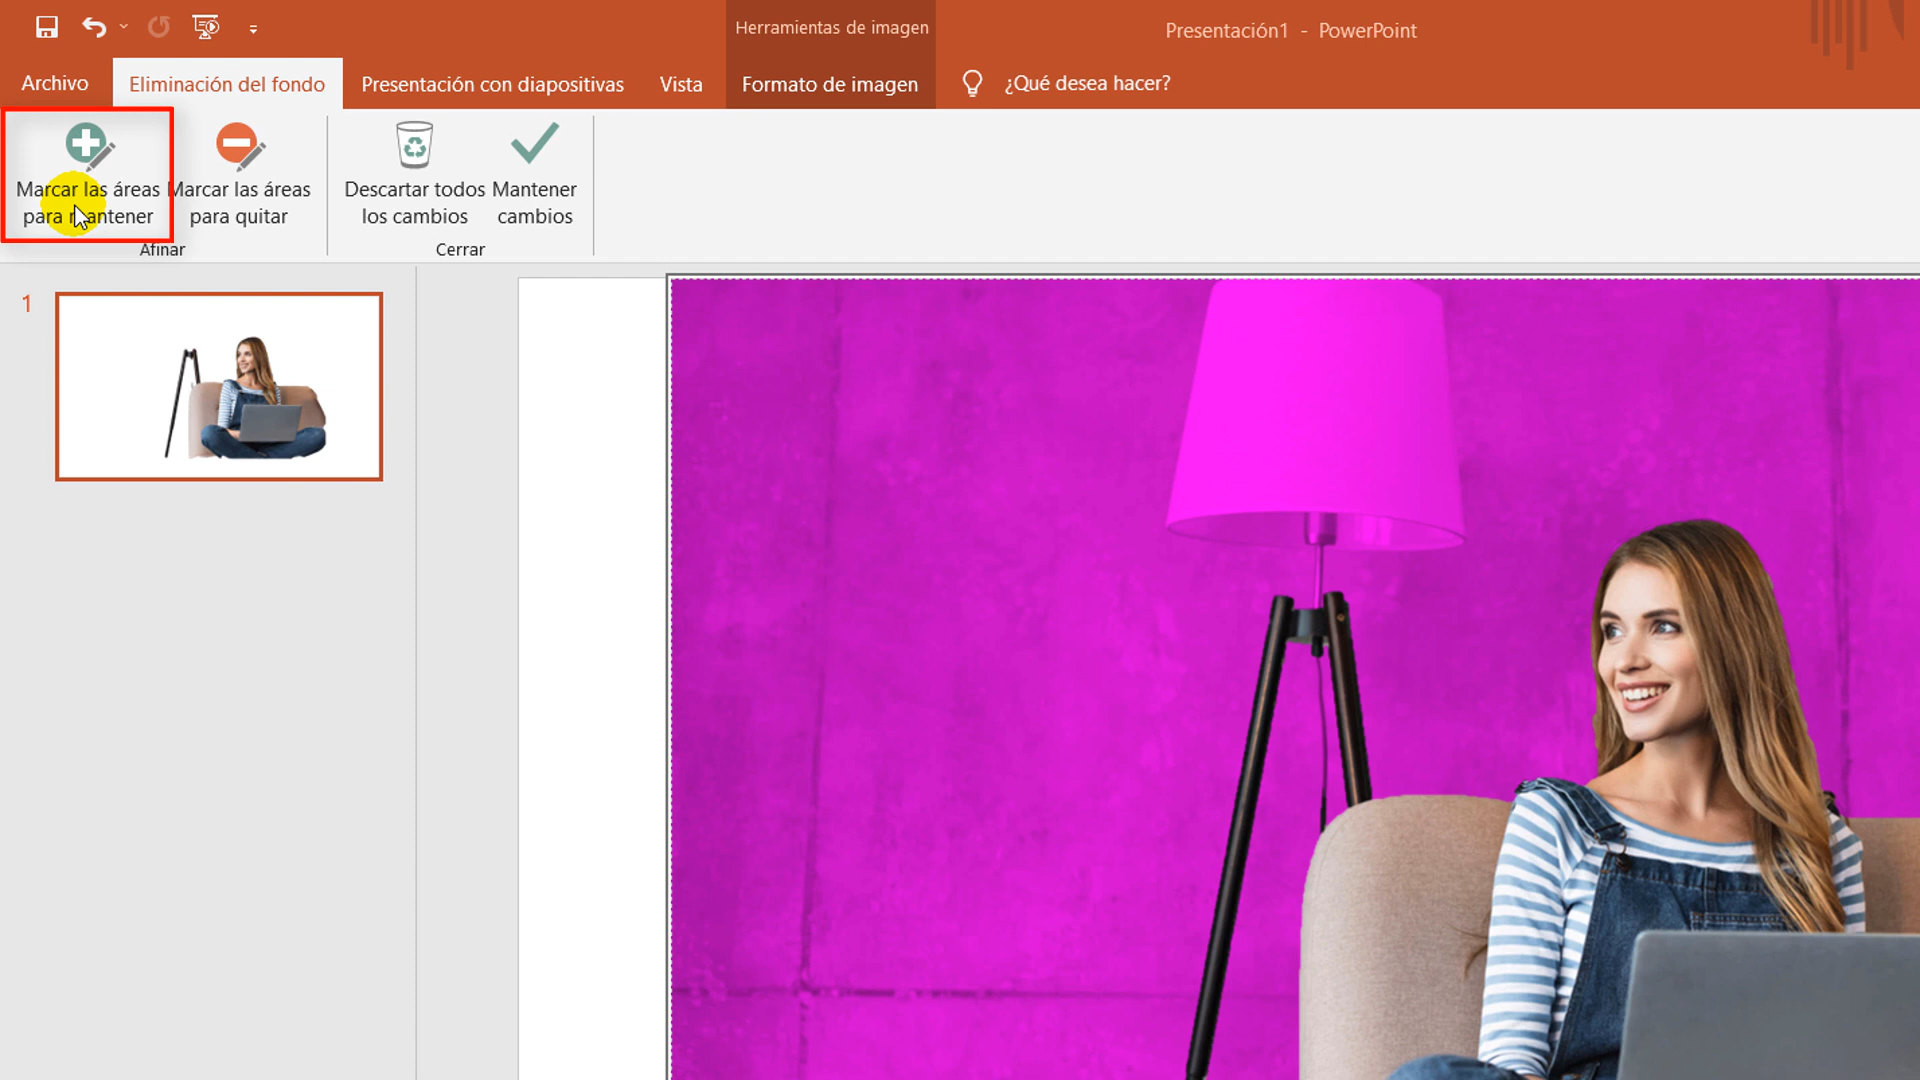 Herramientas de imagen
Presentación1 - PowerPoint
Archivo
Eliminación del fondo
Presentación con diapositivas
Vista
Formato de imagen
¿Qué desea hacer?
Marcar las áreas
para mantener
Marcar las áreas
para quitar
Descartar todos
los cambios
Mantener
cambios
Afinar
Cerrar
1